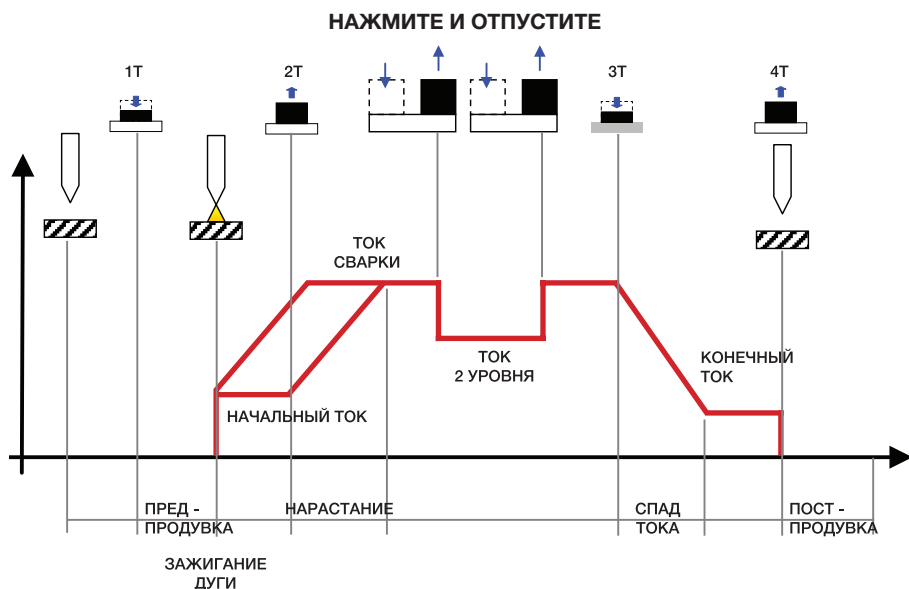 НАЖМИТЕ И ОТПУСТИТЕ
1T
2T
3T
4T
ТОК
СВАРКИ
ТОК
2 УРОВНЯ
КОНЕЧНЫЙ
ТОК
НАЧАЛЬНЫЙ ТОК
ПРЕД -
ПРОДУВКА
НАРАСТАНИЕ
СПАД
ТОКА
ПОСТ -
ПРОДУВКА
ЗАЖИГАНИЕ
ДУГИ